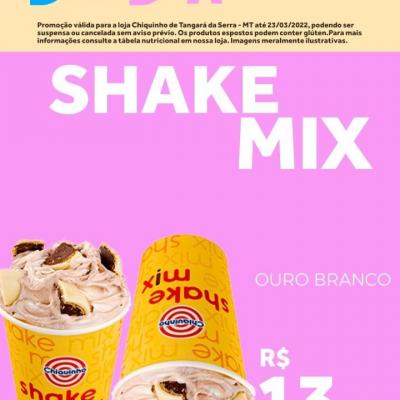 Promoção válida para a loja Chiquinho de Tangará da Serra - MT até 23/03/2022, podendo ser
suspensa ou cancelada sem aviso prévio. Os produtos espostos podem conter glúten.Para mais
informações consulte a tábela nutricional em nossa loja. Imagens meralmente ilustrativas.
SHAKE
MIX
shake
mix
Chiquinho
OURO BRANCO
Chiquinho
shake
R$
13